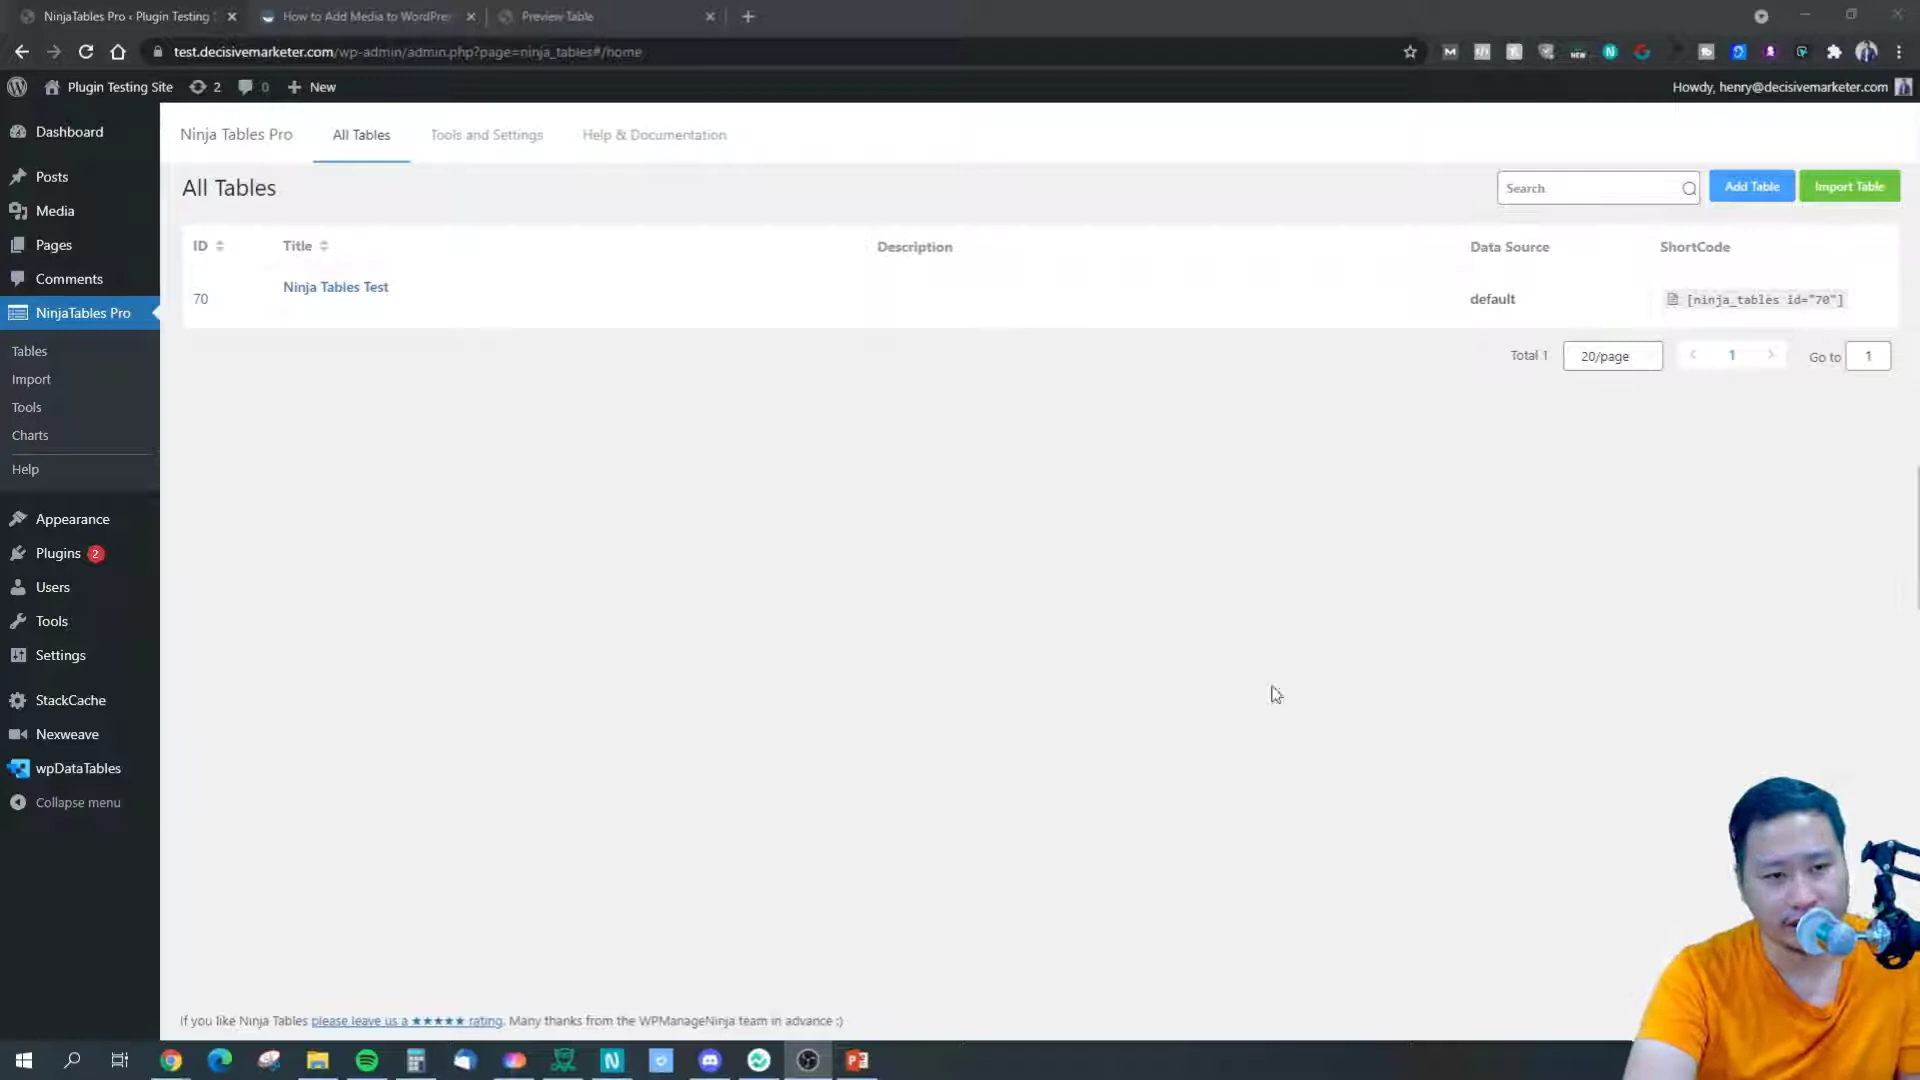 NinjaTables Pro ‹ Plugin Testing
How to Add Media to WordPre
Preview Table
test.decisivemarketer.com/wp-admin/admin.php?page=ninja_tables#/home
Plugin Testing Site
2
0
New
Howdy, henry@decisivemarketer.com
Dashboard
Posts
Media
Pages
Comments
NinjaTables Pro
Tables
Import
Tools
Charts
Help
Appearance
Plugins 2
Users
Tools
Settings
StackCache
Nexweave
wpDataTables
Collapse menu
Ninja Tables Pro
All Tables
Tools and Settings
Help & Documentation
All Tables
Search
Add Table
Import Table
ID
Title
Description
Data Source
ShortCode
70
Ninja Tables Test
default
[ninja_tables id="70"]
Total 1
20/page
1
Go to
1
If you like Ninja Tables please leave us a ★★★★★ rating. Many thanks from the WPManageNinja team in advance :)